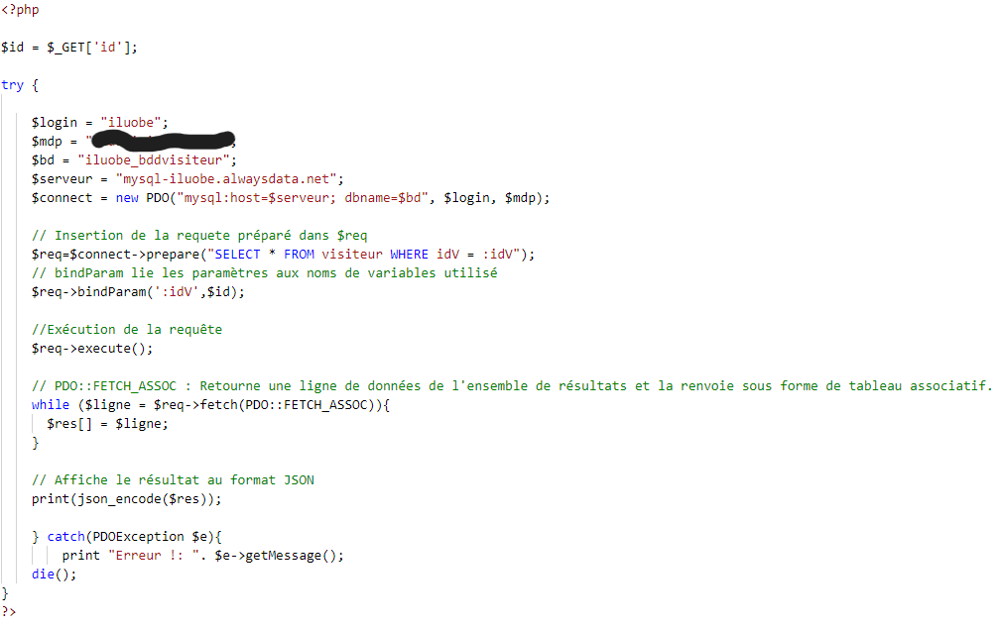 <?php
$id = $_GET['id'];
try {
$login = "iluobe";
$mdp = "
$bd = "iluobe_bddvisiteur";
$serveur = "mysql-iluobe.alwaysdata.net";
$connect = new PDO("mysql:host=$serveur; dbname=$bd", $login, $mdp);
// Insertion de la requete préparé dans $req
$req=$connect->prepare("SELECT * FROM visiteur WHERE idV = :idV");
// bindParam lie les paramètres aux noms de variables utilisé
$req->bindParam(':idV',$id);
//Exécution de la requête
$req->execute();
// PDO::FETCH_ASSOC : Retourne une ligne de données de l'ensemble de résultats et la renvoie sous forme de tableau associatif.
while ($ligne = $req->fetch(PDO::FETCH_ASSOC)){
$res[] = $ligne;
}
// Affiche le résultat au format JSON
print(json_encode($res));
} catch(PDOException $e){
print "Erreur !: ". $e->getMessage();
die();
}
?>